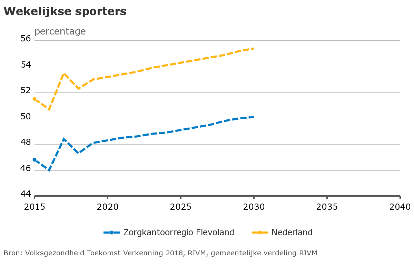 Wekelijkse sporters
percentage
56
54
52
50
48
46
44
2015 2020 2025 2030 2035 2040
Zorgkantoorregio Flevoland Nederland
Bron: Volksgezondheid Toekomst Verkenning 2018, RIVM, gemeentelijke verdeling RIVM